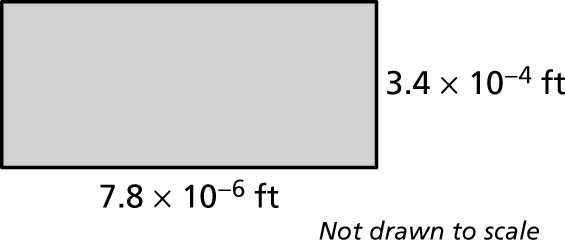 3.4 × 10⁻⁴ ft
7.8 × 10⁻⁶ ft
Not drawn to scale